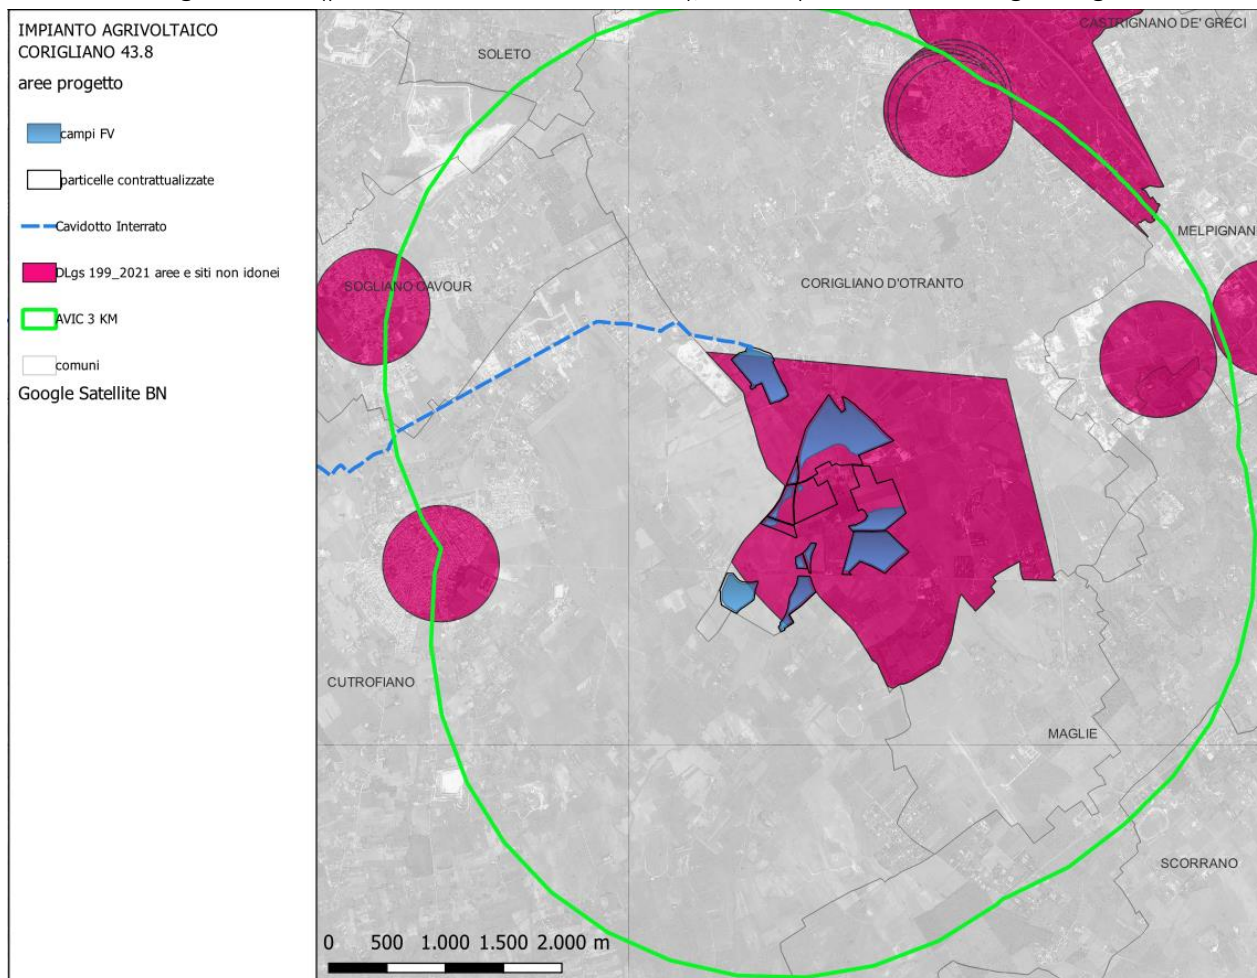 IMPIANTO AGRIVOLTAICO
CORIGLIANO 43.8
aree progetto
campi FV
particelle contrattualizzate
Cavidotto Interrato
DLgs 199_2021 aree e siti non idonei
AVIC 3 KM
comuni
Google Satellite BN
CASTRIGNANO DE' GRECI
SOLETO
MELPIGNAN
SOGLIANO CAVOUR
CORIGLIANO D'OTRANTO
CUTROFIANO
MAGLIE
SCORRANO
0 500 1.000 1.500 2.000 m